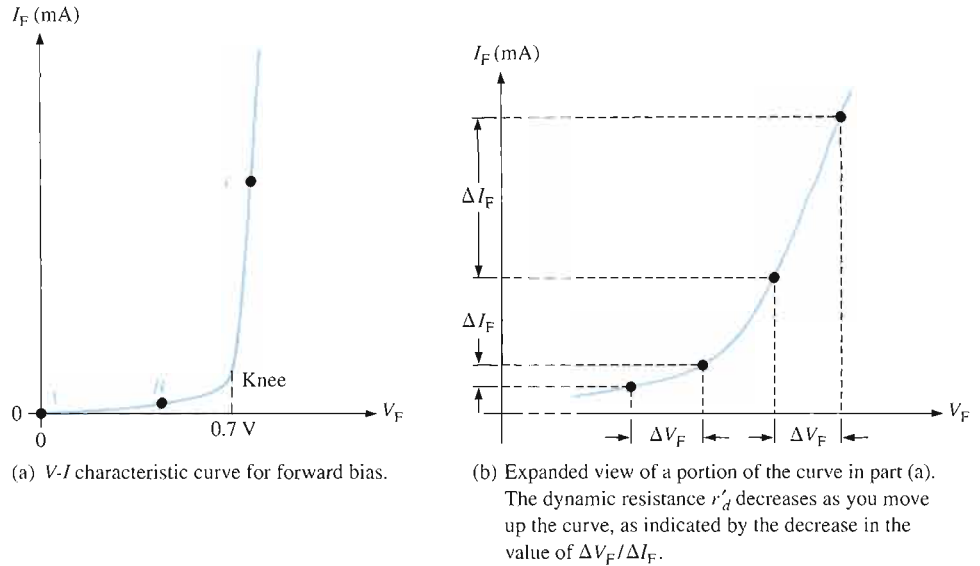 I_F (mA)
Knee
0
V_F
0
0.7 V
(a) V-I characteristic curve for forward bias.
I_F (mA)
ΔI_F
ΔI_F
V_F
ΔV_F
ΔV_F
(b) Expanded view of a portion of the curve in part (a).
The dynamic resistance r′_d decreases as you move
up the curve, as indicated by the decrease in the
value of ΔV_F/ΔI_F.